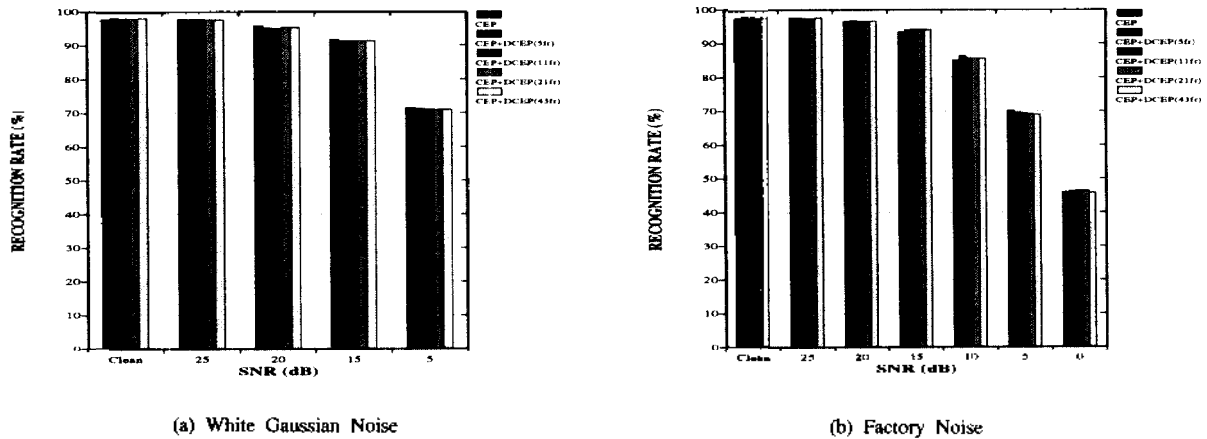 100
90
80
70
60
50
40
30
20
10
0
RECOGNITION RATE (%)
Clean 25 20 15 5
SNR (dB)
CEP
CEP+DCEP(5fr)
CEP+DCEP(11fr)
CEP+DCEP(21fr)
CEP+DCEP(43fr)
(a) White Gaussian Noise
100
90
80
70
60
50
40
30
20
10
0
RECOGNITION RATE (%)
Clean 25 20 15 10 5 0
SNR (dB)
CEP
CEP+DCEP(5fr)
CEP+DCEP(11fr)
CEP+DCEP(21fr)
CEP+DCEP(43fr)
(b) Factory Noise